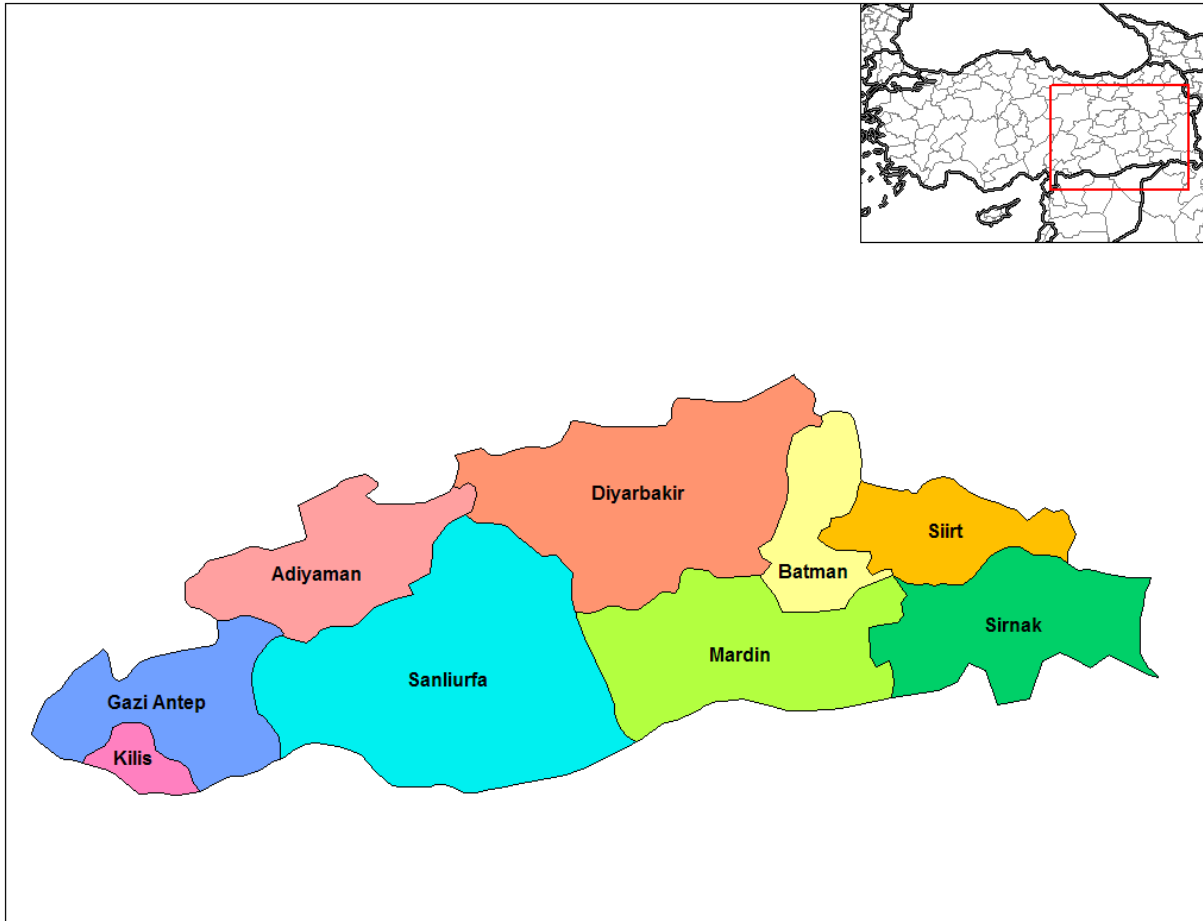 Diyarbakir
Siirt
Batman
Adiyaman
Sirnak
Mardin
Sanliurfa
Gazi Antep
Kilis